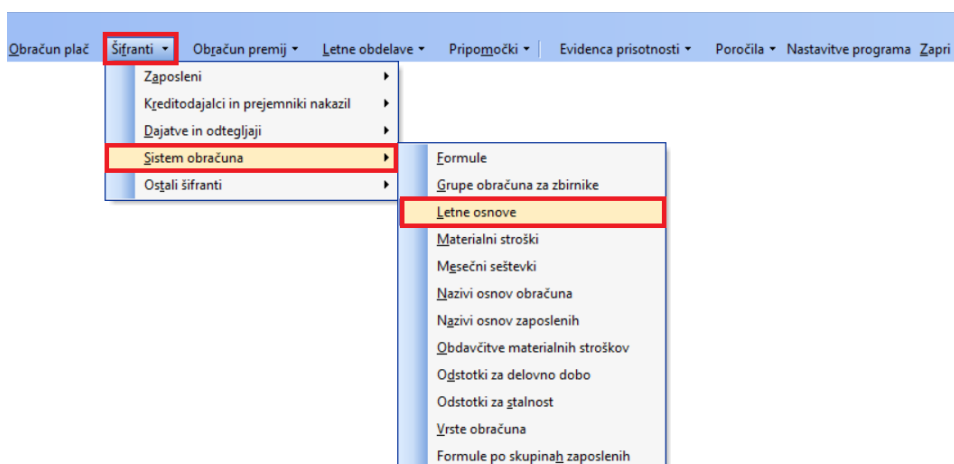 Obračun plač Šifranti Obračun premij Letne obdelave Pripomočki Evidenca prisotnosti Poročila Nastavitve programa Zapri
Zaposleni
Kreditodajalci in prejemniki nakazil
Dajatve in odtegljaji
Sistem obračuna
Ostali šifranti
Formule
Grupe obračuna za zbirnike
Letne osnove
Materialni stroški
Mesečni seštevki
Nazivi osnov obračuna
Nazivi osnov zaposlenih
Obdavčitve materialnih stroškov
Odstotki za delovno dobo
Odstotki za stalnost
Vrste obračuna
Formule po skupinah zaposlenih